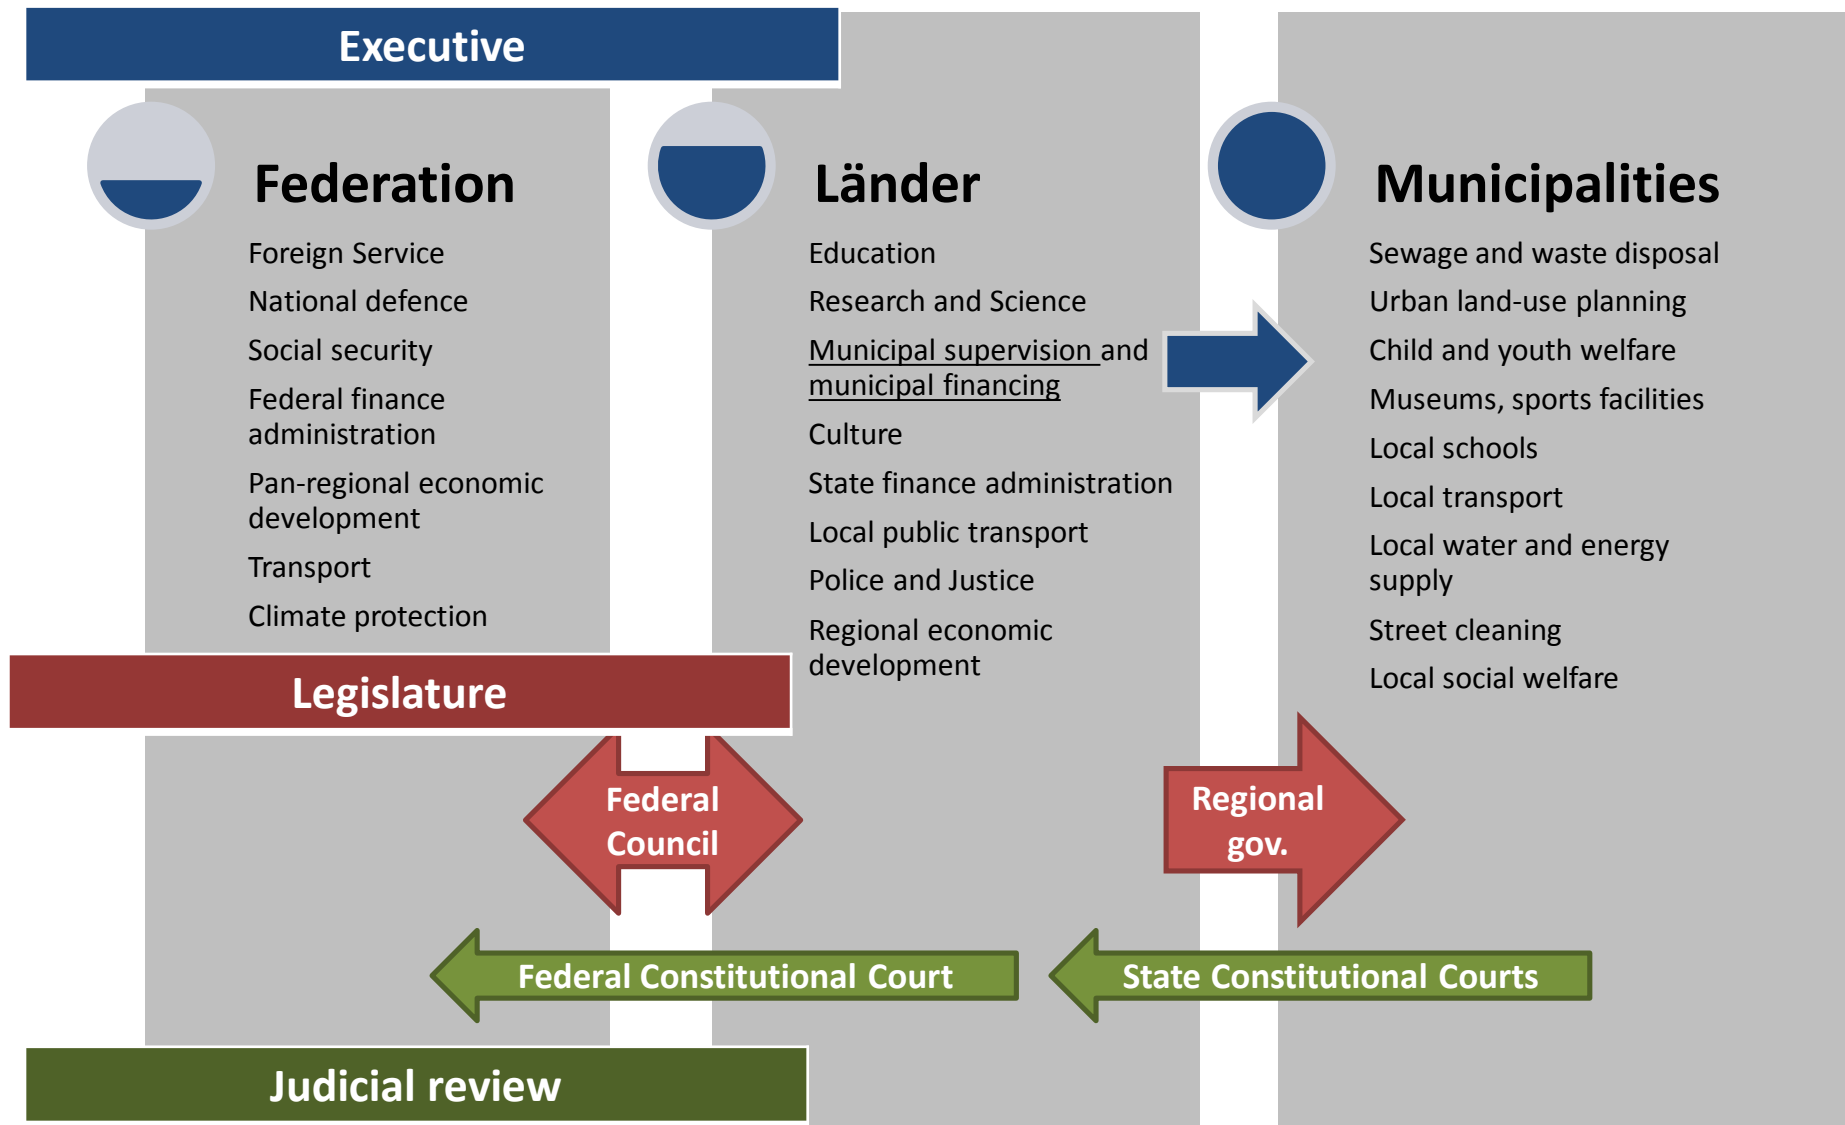 Executive
Federation
Foreign Service
National defence
Social security
Federal finance
administration
Pan-regional economic
development
Transport
Climate protection
Länder
Education
Research and Science
Municipal supervision and
municipal financing
Culture
State finance administration
Local public transport
Police and Justice
Regional economic
development
Municipalities
Sewage and waste disposal
Urban land-use planning
Child and youth welfare
Museums, sports facilities
Local schools
Local transport
Local water and energy
supply
Street cleaning
Local social welfare
Legislature
Federal
Council
Regional
gov.
Federal Constitutional Court
State Constitutional Courts
Judicial review